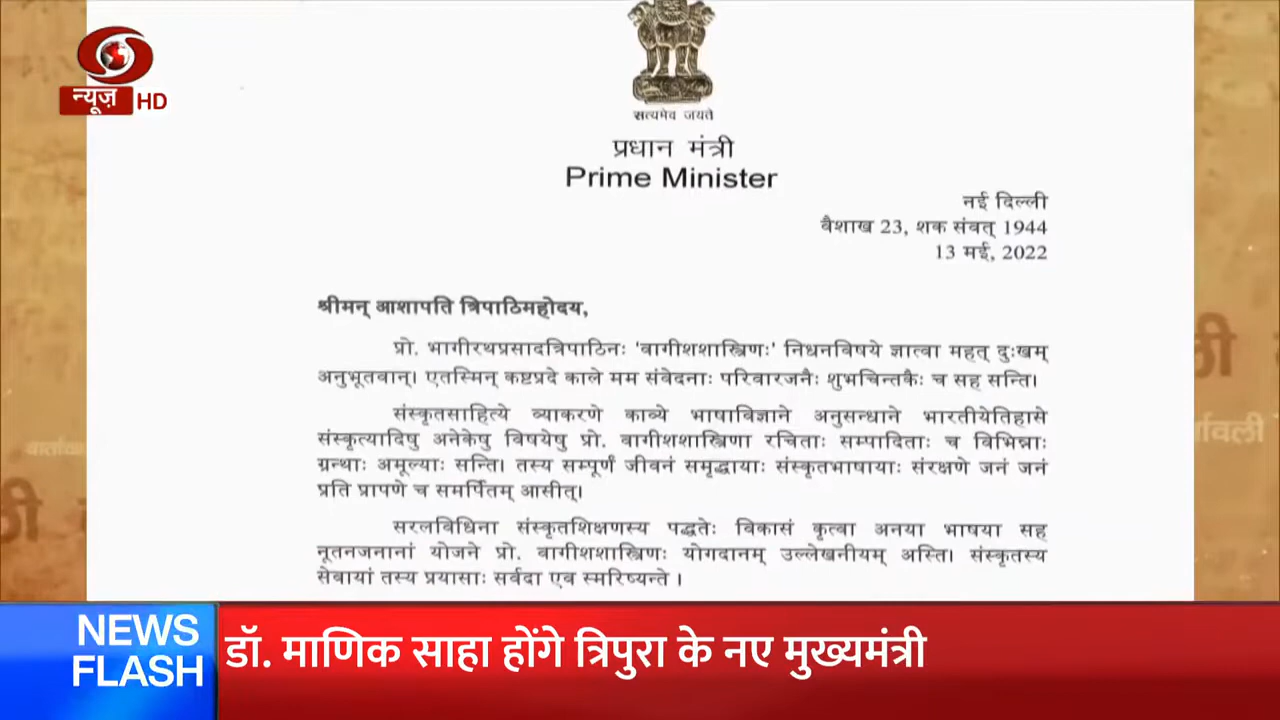 न्यूज़ HD
सत्यमेव जयते
प्रधान मंत्री
Prime Minister
नई दिल्ली
वैशाख 23, शक संवत् 1944
13 मई, 2022
श्रीमन् आशापति त्रिपाठिमहोदय,
प्रो. भागीरथप्रसादत्रिपाठिनः 'वागीशशास्त्रिणः' निधनविषये ज्ञात्वा महत् दुःखम्
अनुभूतवान्। एतस्मिन् कष्टप्रदे काले मम संवेदनाः परिवारजनैः शुभचिन्तकैः च सह सन्ति।
संस्कृतसाहित्ये व्याकरणे काव्ये भाषाविज्ञाने अनुसन्धाने भारतीयेतिहासे
संस्कृत्यादिषु अनेकेषु विषयेषु प्रो. वागीशशास्त्रिणा रचिताः सम्पादिताः च विभिन्नाः
ग्रन्थाः अमूल्याः सन्ति। तस्य सम्पूर्णं जीवनं समृद्धायाः संस्कृतभाषायाः संरक्षणे जनं जनं
प्रति प्रापणे च समर्पितम् आसीत्।
सरलविधिना संस्कृतशिक्षणस्य पद्धतेः विकासं कृत्वा अनया भाषया सह
नूतनजनानां योजने प्रो. वागीशशास्त्रिणः योगदानम् उल्लेखनीयम् अस्ति। संस्कृतस्य
सेवायां तस्य प्रयासाः सर्वदा एव स्मरिष्यन्ते ।
NEWS
FLASH
डॉ. माणिक साहा होंगे त्रिपुरा के नए मुख्यमंत्री